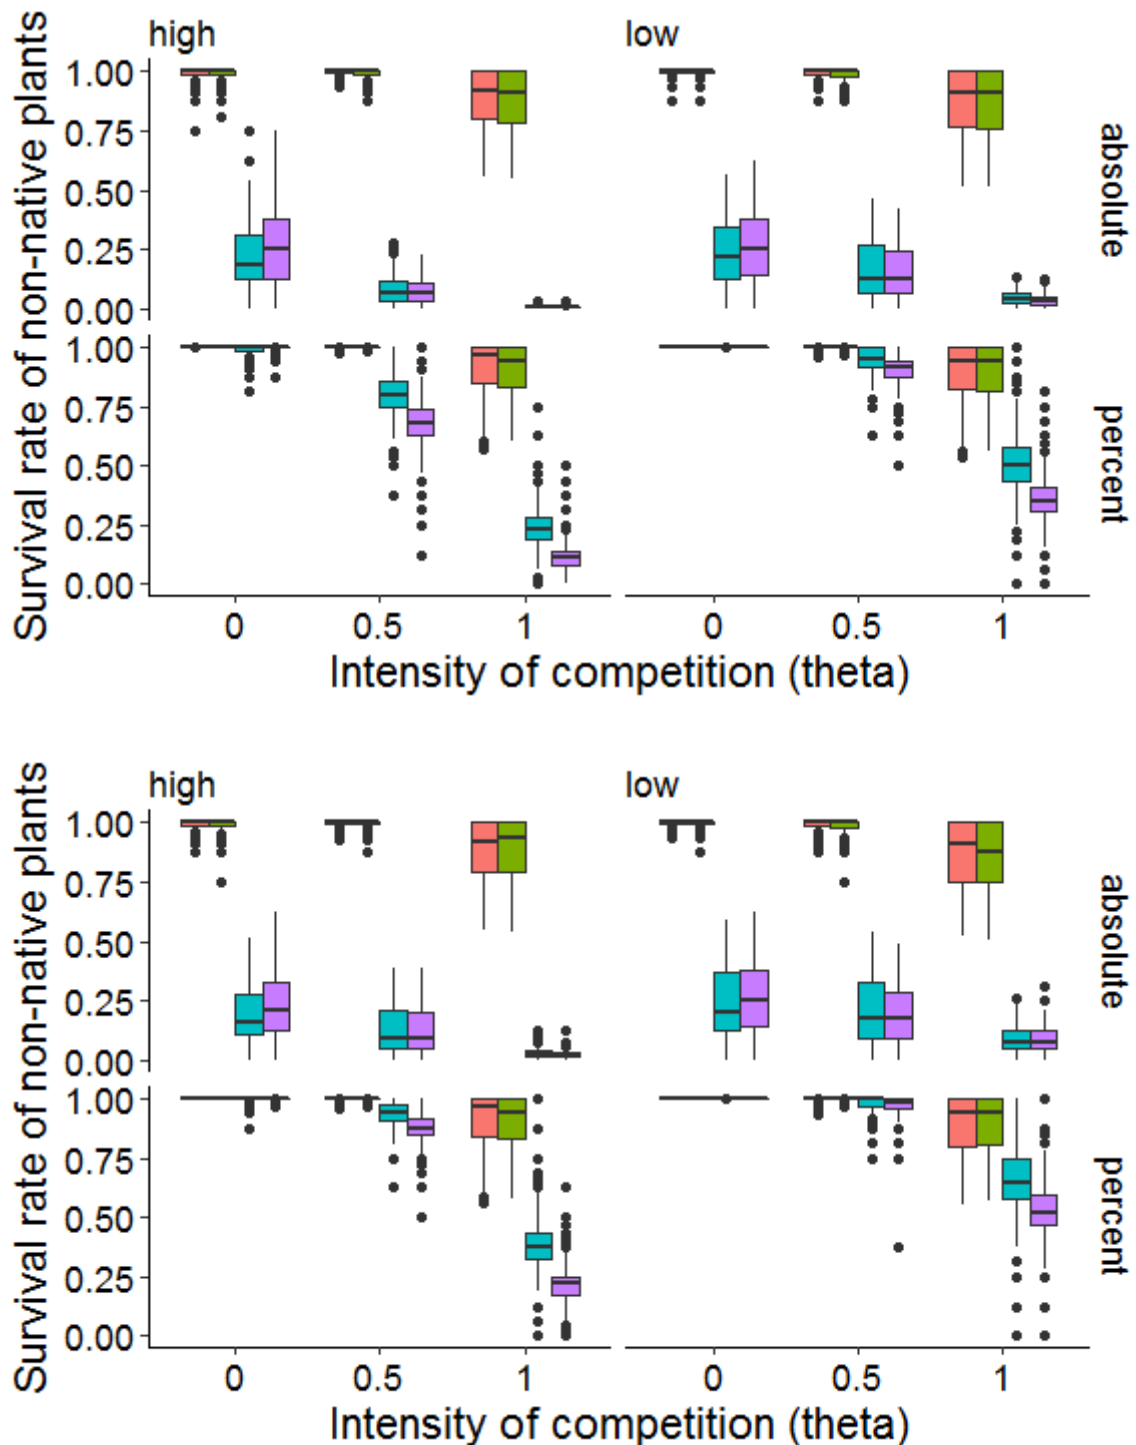 high low
Survival rate of non-native plants
1.00
0.75
0.50
0.25
0.00
absolute
1.00
0.75
0.50
0.25
0.00
percent
0 0.5 1 0 0.5 1
Intensity of competition (theta)
high low
Survival rate of non-native plants
1.00
0.75
0.50
0.25
0.00
absolute
1.00
0.75
0.50
0.25
0.00
percent
0 0.5 1 0 0.5 1
Intensity of competition (theta)